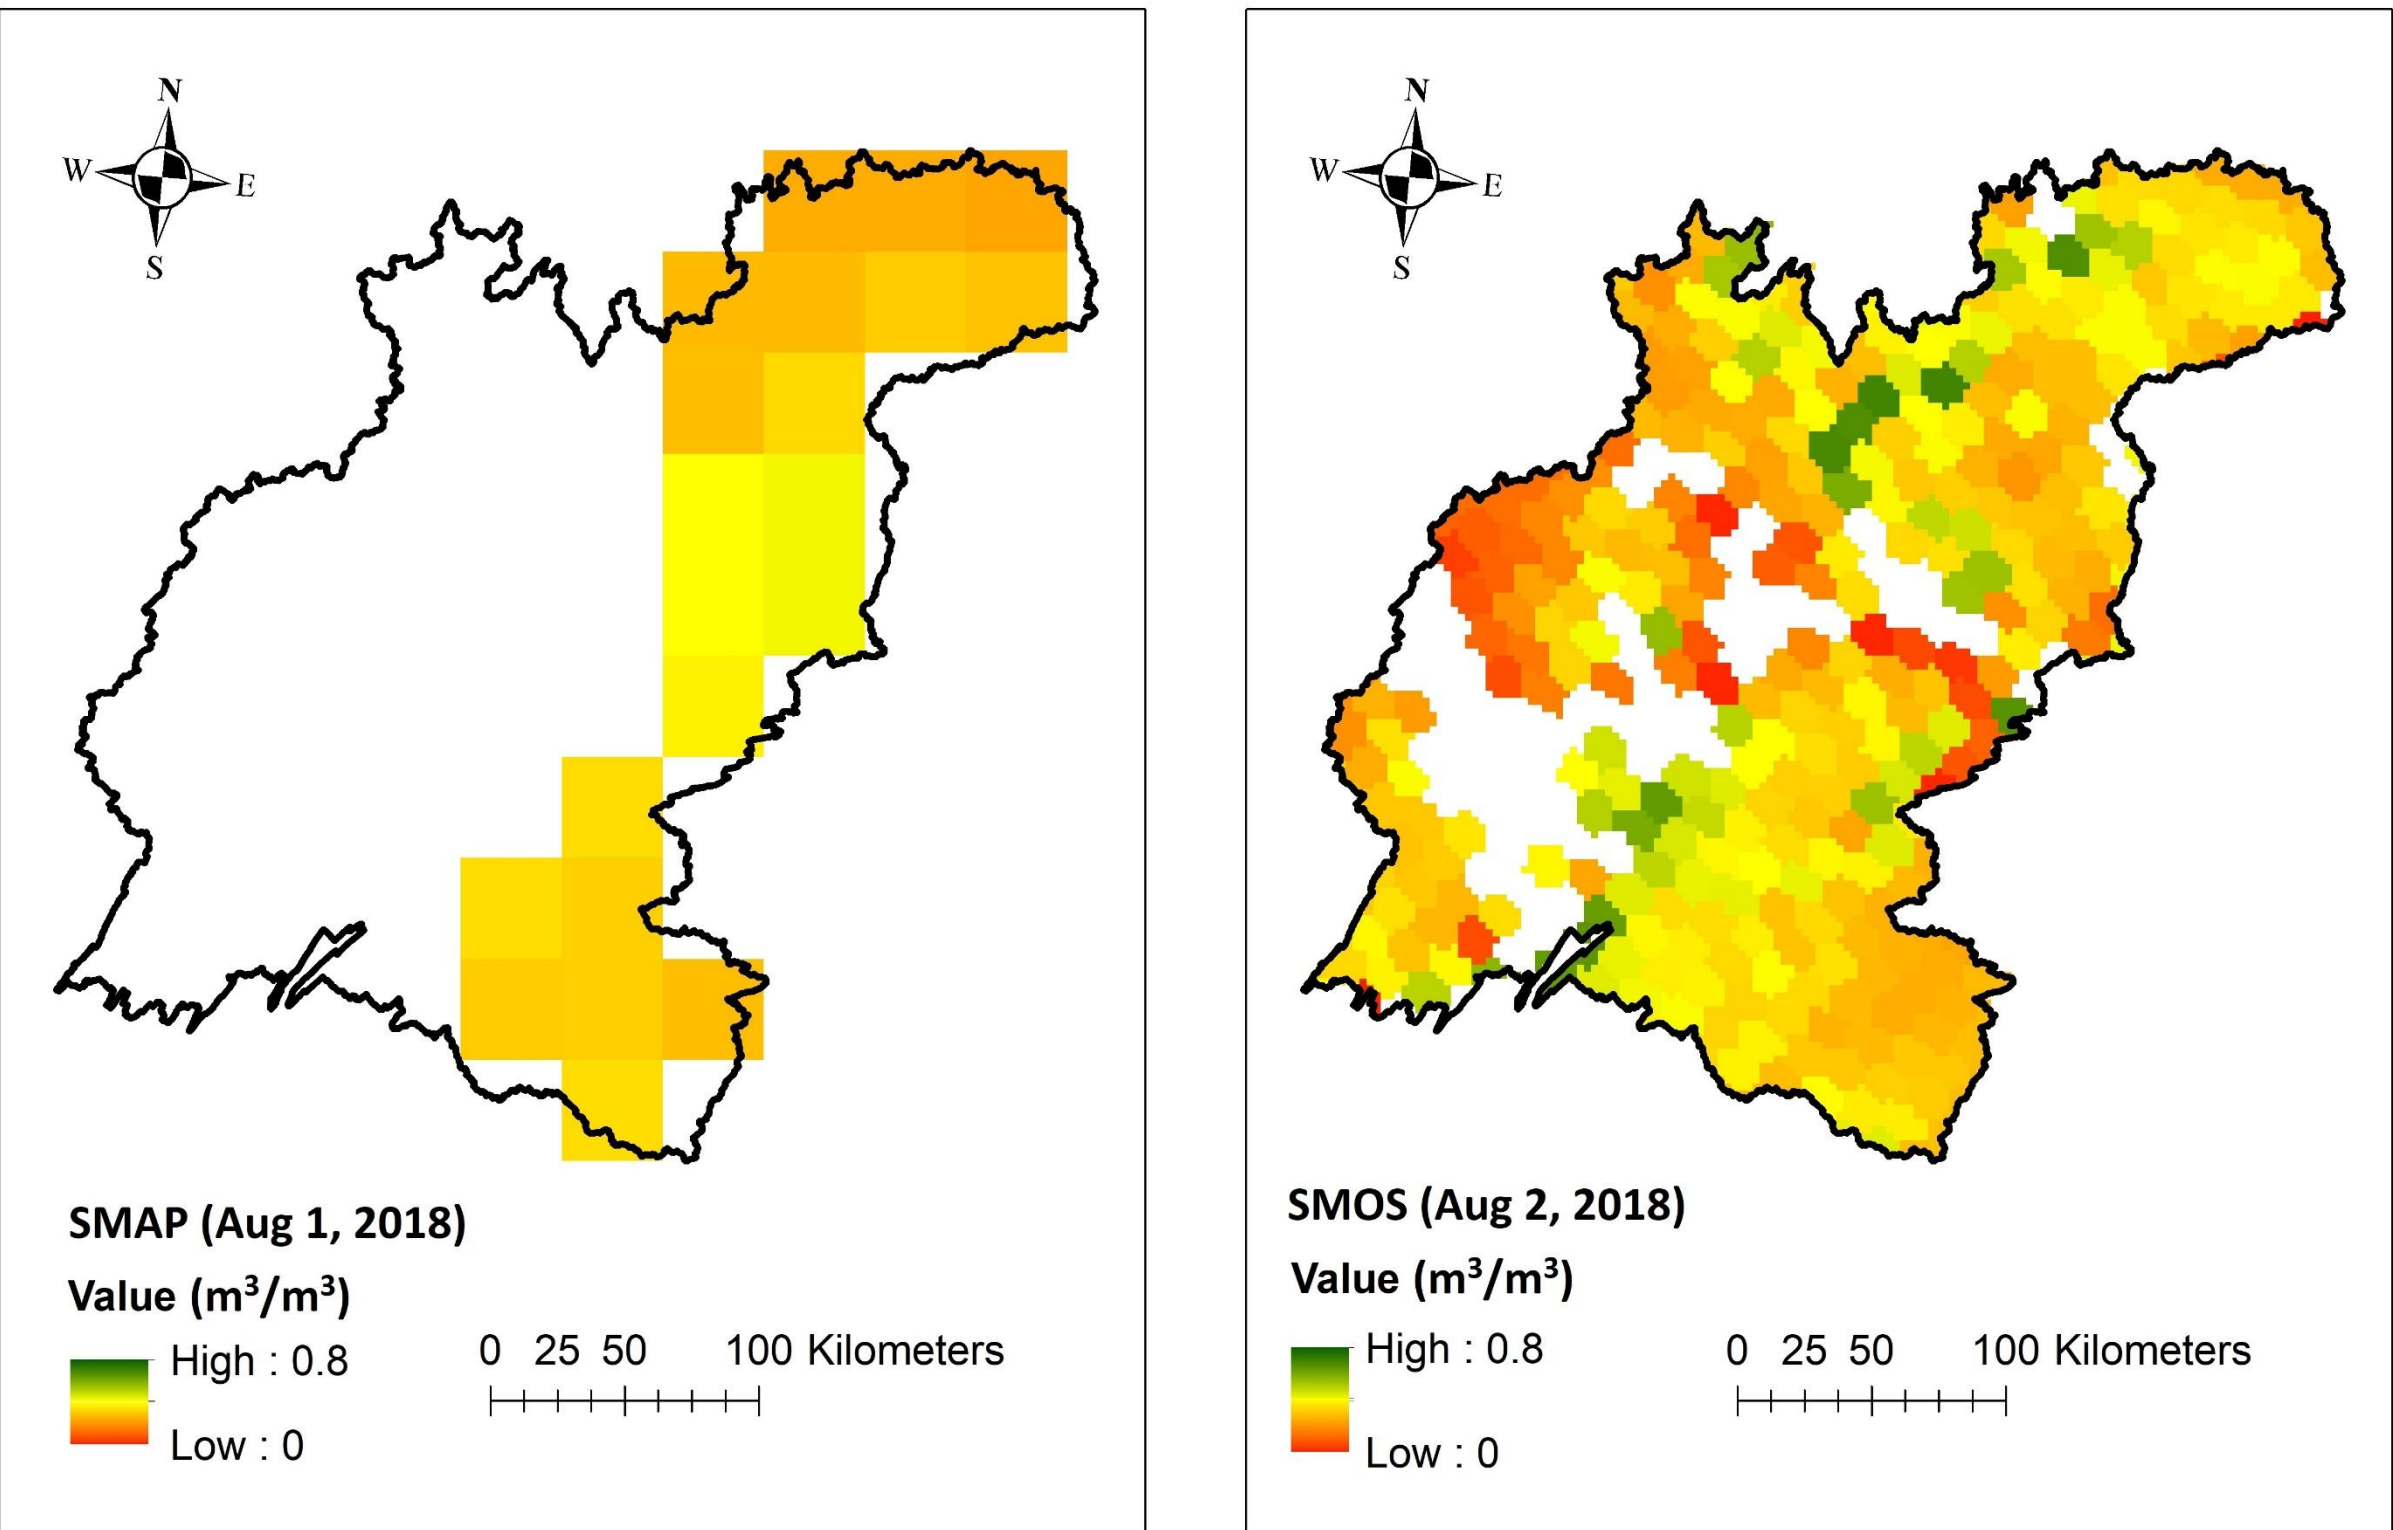 N
W E
S
SMAP (Aug 1, 2018)
Value (m³/m³)
High : 0.8
Low : 0
0 25 50 100 Kilometers
N
W E
S
SMOS (Aug 2, 2018)
Value (m³/m³)
High : 0.8
Low : 0
0 25 50 100 Kilometers